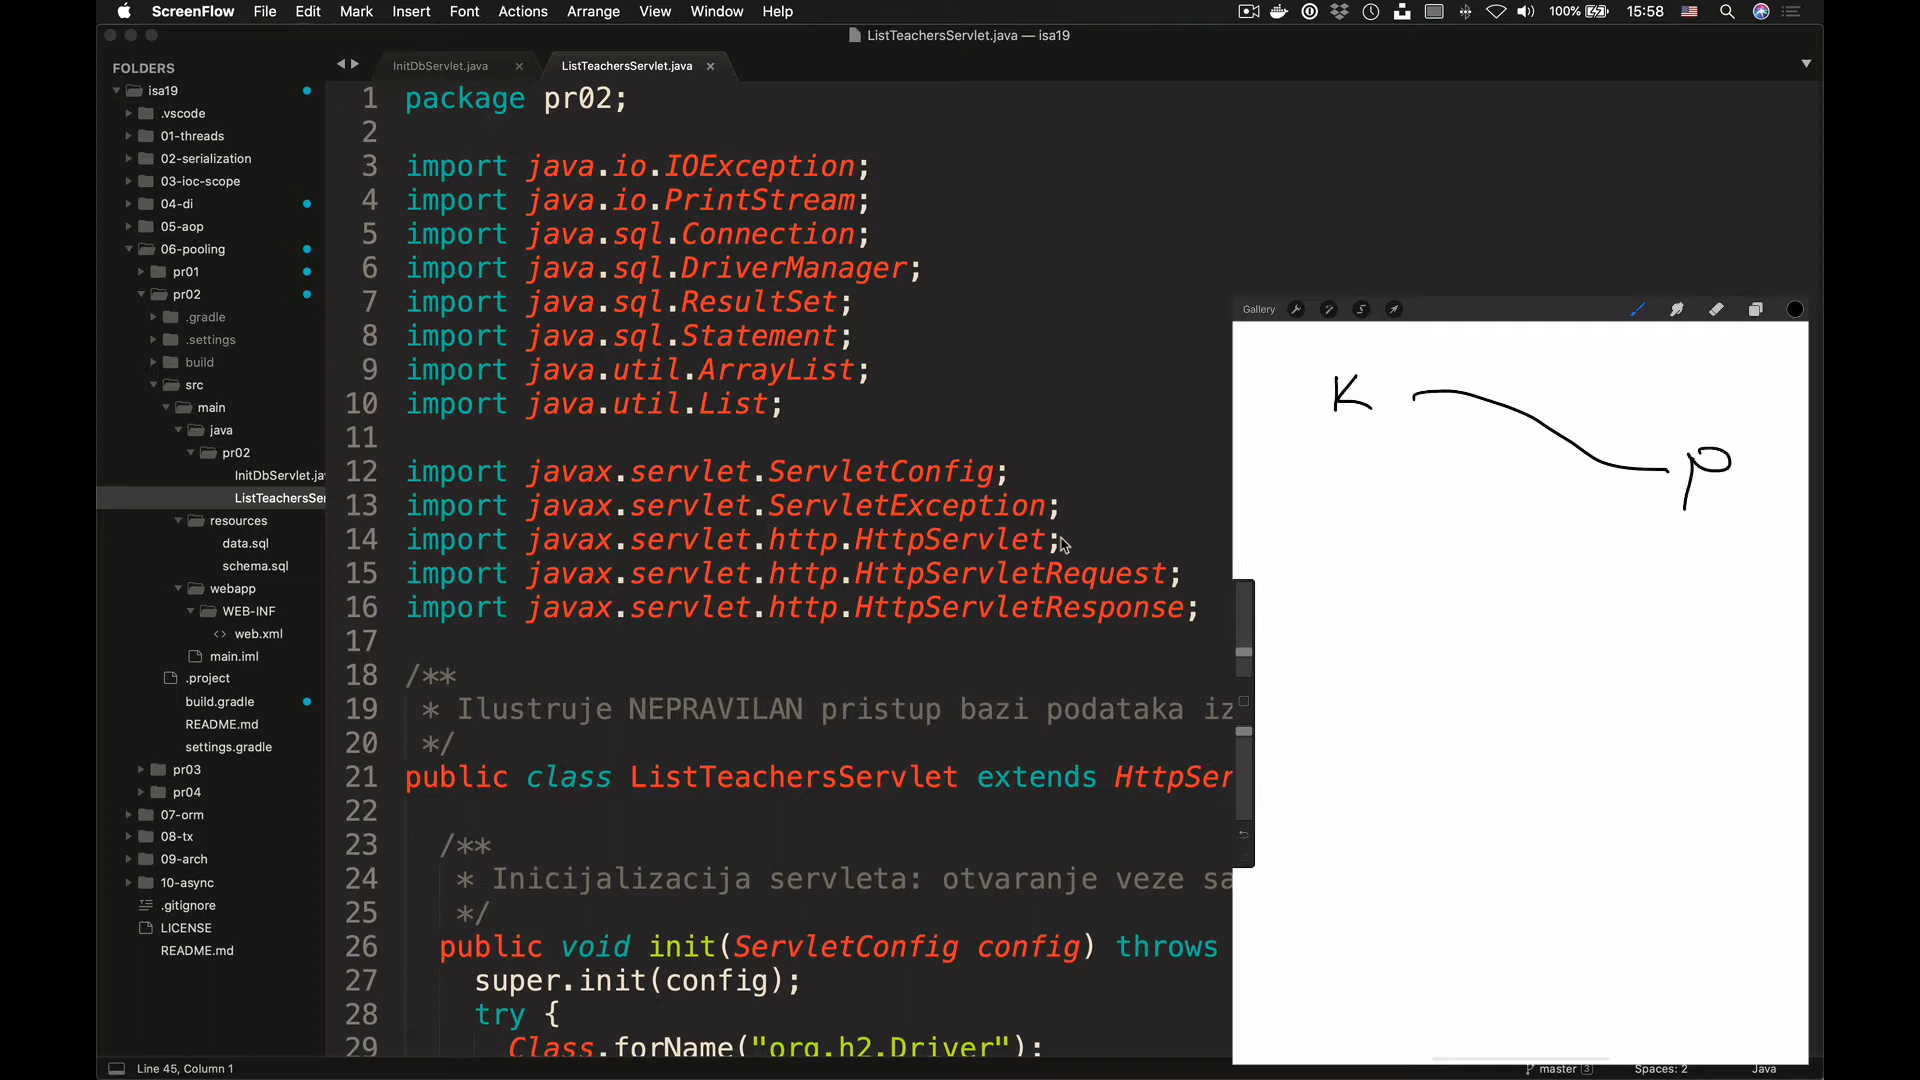 ScreenFlow File Edit Mark Insert Font Actions Arrange View Window Help 100% 15:58
ListTeachersServlet.java — isa19
FOLDERS
isa19
.vscode
01-threads
02-serialization
03-ioc-scope
04-di
05-aop
06-pooling
pr01
pr02
.gradle
.settings
build
src
main
java
pr02
InitDbServlet.jav
ListTeachersSer
resources
data.sql
schema.sql
webapp
WEB-INF
<> web.xml
main.iml
.project
build.gradle
README.md
settings.gradle
pr03
pr04
07-orm
08-tx
09-arch
10-async
.gitignore
LICENSE
README.md
InitDbServlet.java × ListTeachersServlet.java ×
1 package pr02;
2
3 import java.io.IOException;
4 import java.io.PrintStream;
5 import java.sql.Connection;
6 import java.sql.DriverManager;
7 import java.sql.ResultSet;
8 import java.sql.Statement;
9 import java.util.ArrayList;
10 import java.util.List;
11
12 import javax.servlet.ServletConfig;
13 import javax.servlet.ServletException;
14 import javax.servlet.http.HttpServlet;
15 import javax.servlet.http.HttpServletRequest;
16 import javax.servlet.http.HttpServletResponse;
17
18 /**
19 * Ilustruje NEPRAVILAN pristup bazi podataka iz
20 */
21 public class ListTeachersServlet extends HttpSer
22
23 /**
24 * Inicijalizacija servleta: otvaranje veze sa
25 */
26 public void init(ServletConfig config) throws
27 super.init(config);
28 try {
29 Class.forName("org.h2.Driver");
Gallery
K
P
Line 45, Column 1
master 3 Spaces: 2 Java